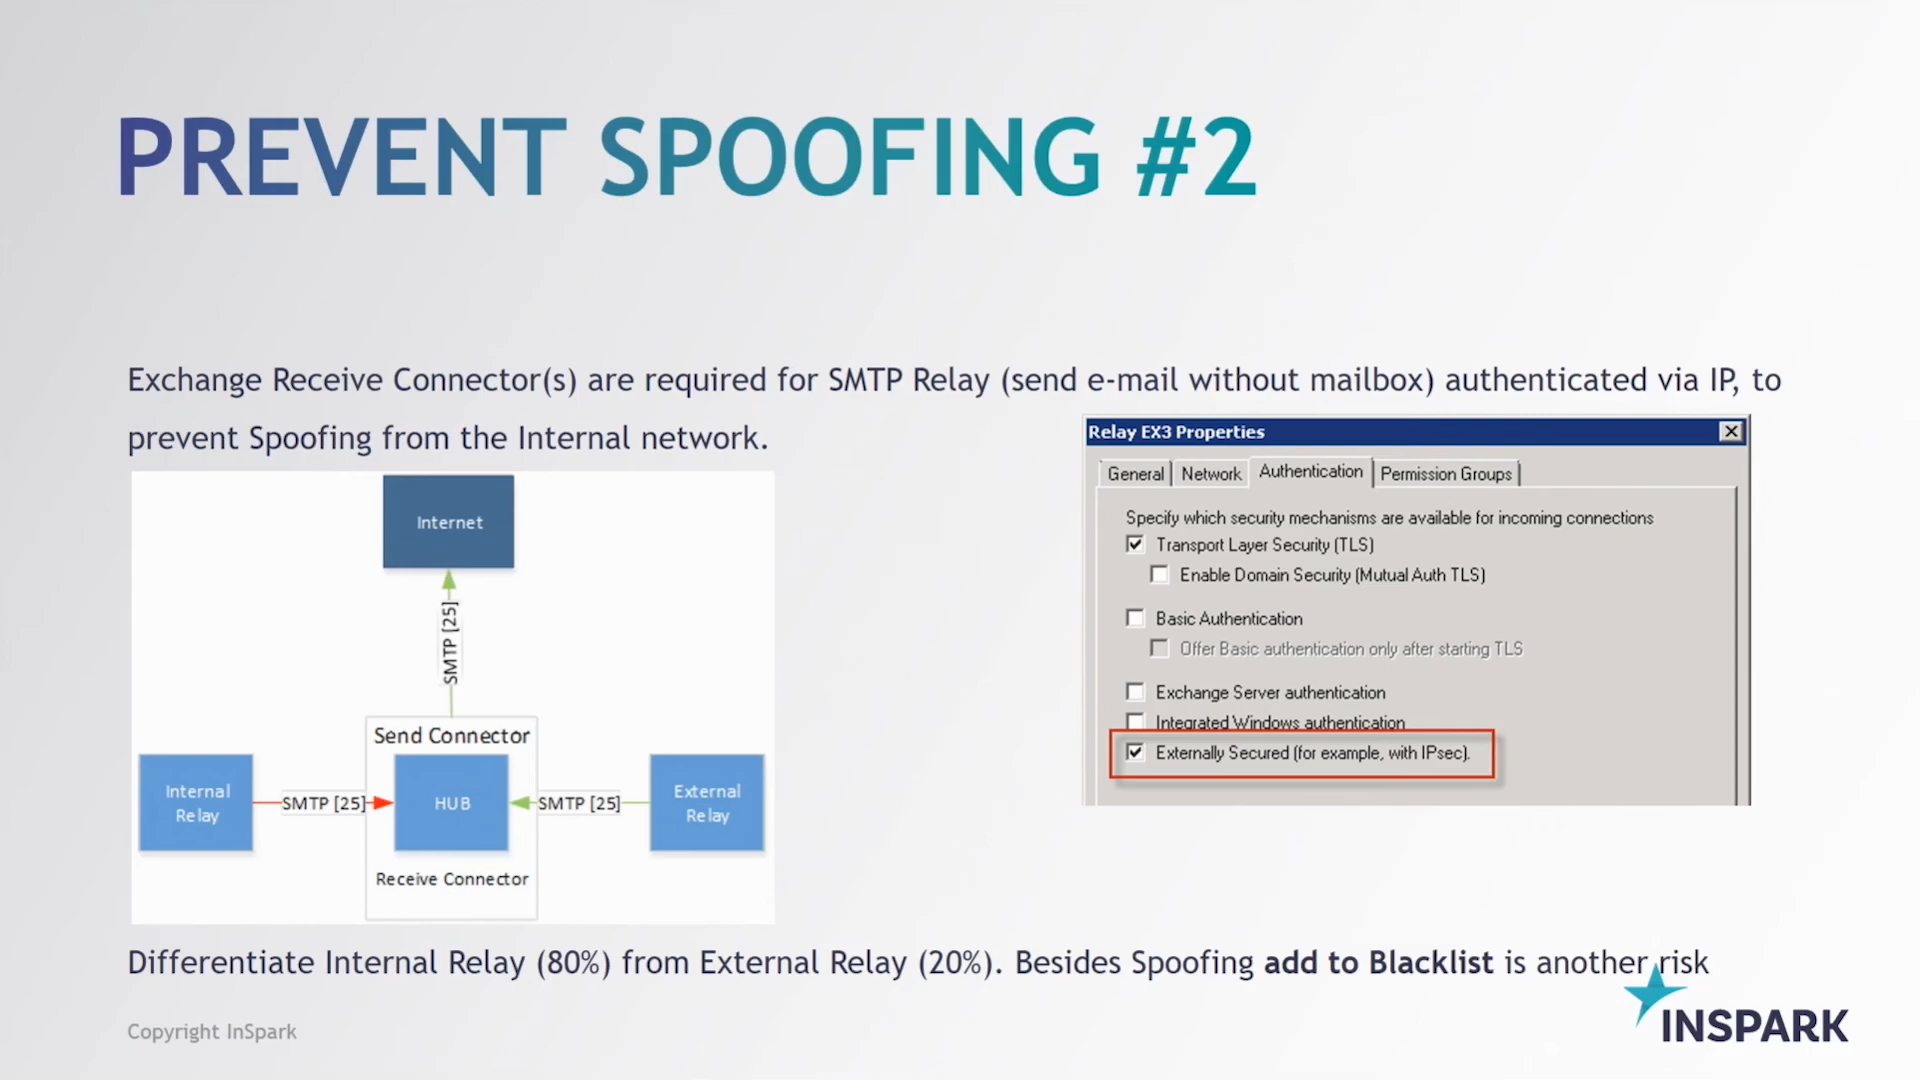 PREVENT SPOOFING #2
Exchange Receive Connector(s) are required for SMTP Relay (send e-mail without mailbox) authenticated via IP, to
prevent Spoofing from the Internal network.
Internet
SMTP [25]
Send Connector
Internal
Relay
SMTP [25]
HUB
SMTP [25]
External
Relay
Receive Connector
Relay EX3 Properties
General
Network
Authentication
Permission Groups
Specify which security mechanisms are available for incoming connections
Transport Layer Security (TLS)
Enable Domain Security (Mutual Auth TLS)
Basic Authentication
Offer Basic authentication only after starting TLS
Exchange Server authentication
Integrated Windows authentication
Externally Secured (for example, with IPsec).
Differentiate Internal Relay (80%) from External Relay (20%). Besides Spoofing add to Blacklist is another risk
Copyright InSpark
INSPARK